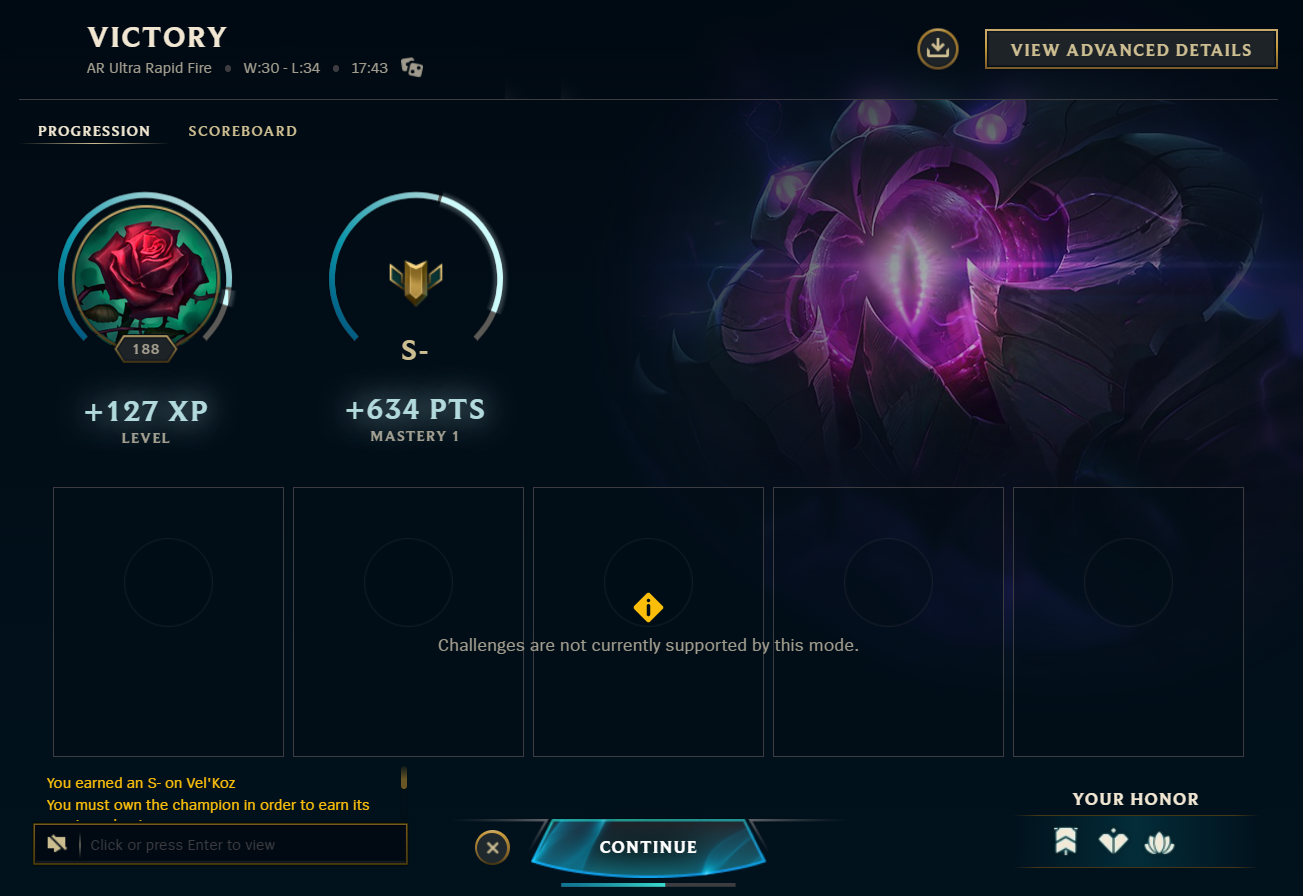 VICTORY
AR Ultra Rapid Fire • W:30 - L:34 • 17:43
VIEW ADVANCED DETAILS
PROGRESSION SCOREBOARD
188
S-
+127 XP
LEVEL
+634 PTS
MASTERY 1
Challenges are not currently supported by this mode.
You earned an S- on Vel'Koz
You must own the champion in order to earn its
Click or press Enter to view
CONTINUE
YOUR HONOR